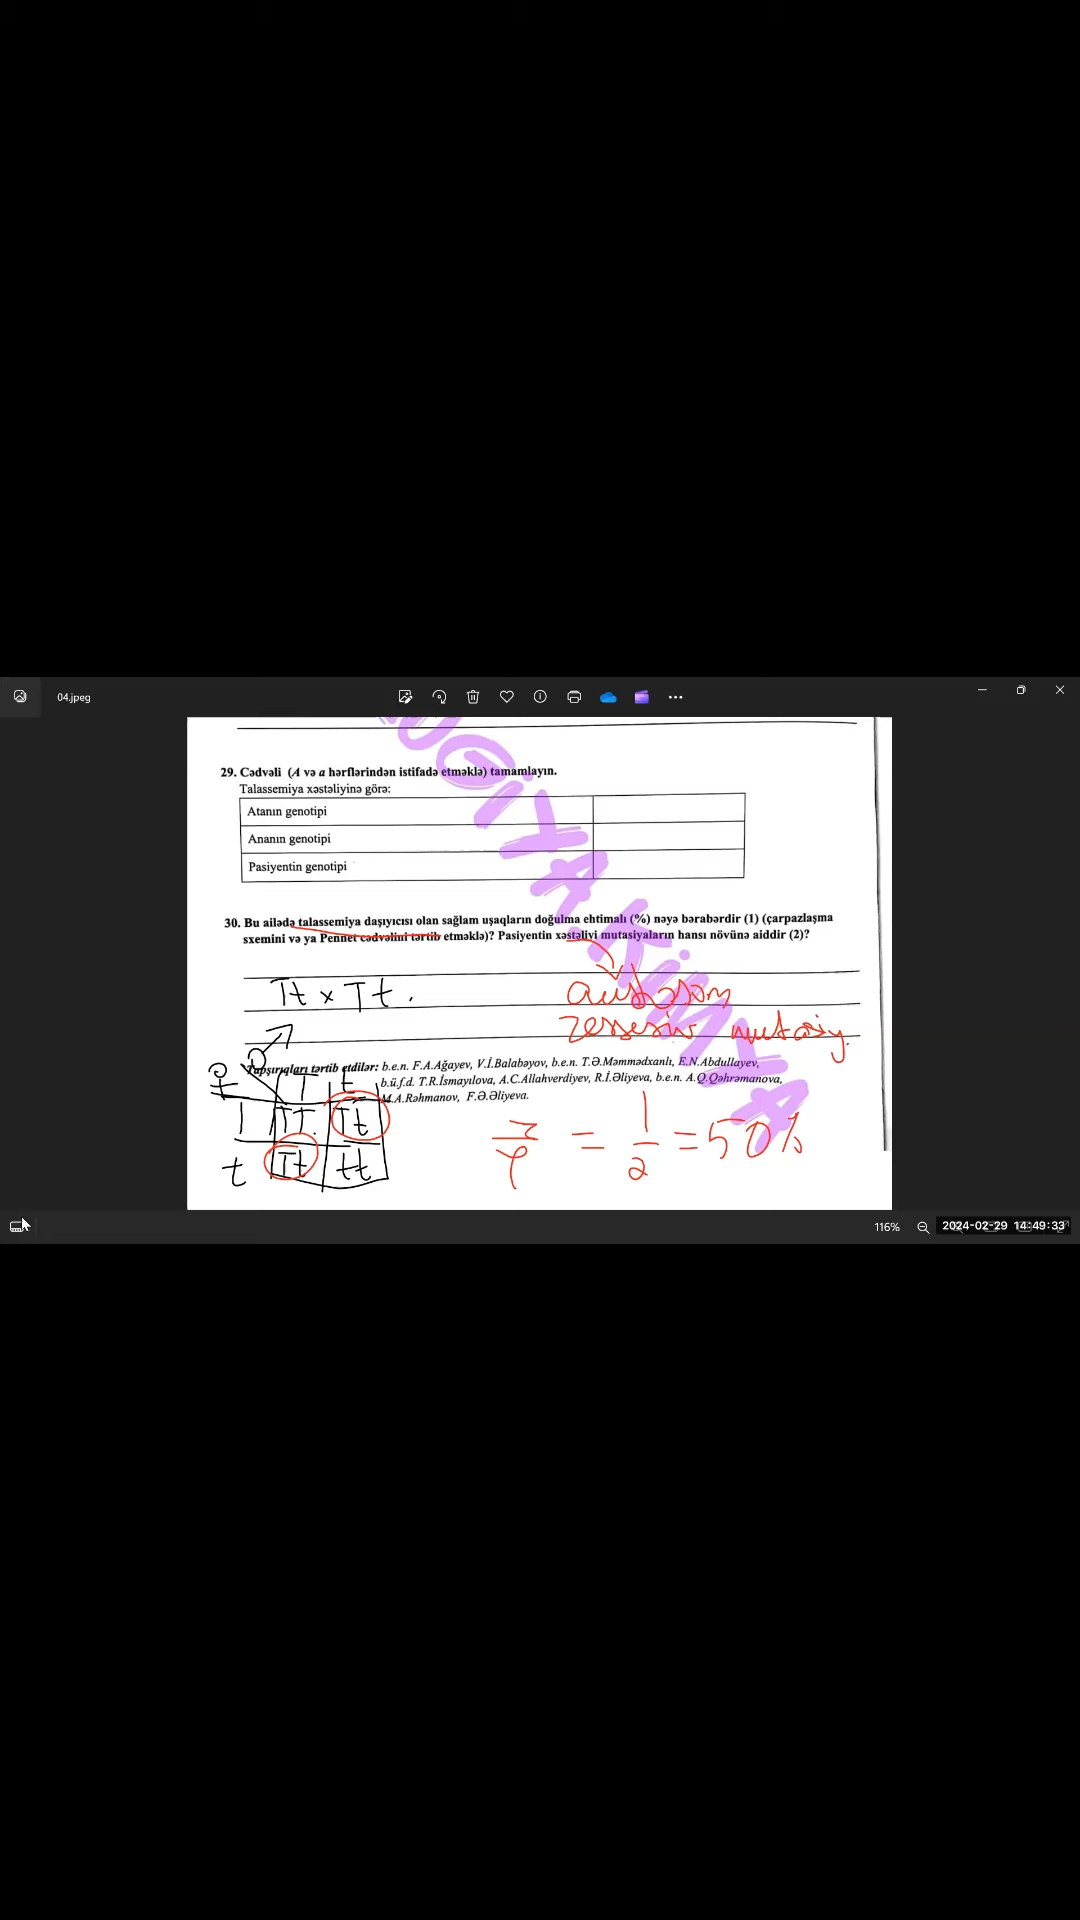 04.jpeg
29. Cədvəli (A və a hərflərindən istifadə etməklə) tamamlayın.
Talassemiya xəstəliyinə görə:
Atanın genotipi
Ananın genotipi
Pasiyentin genotipi
30. Bu ailədə talassemiya daşıyıcısı olan sağlam uşaqların doğulma ehtimalı (%) nəyə bərabərdir (1) (çarpazlaşma
sxemini və ya Pennet cədvəlini tərtib etməklə)? Pasiyentin xəstəliyi mutasiyaların hansı növünə aiddir (2)?
Tt x Tt.
autosom
resessiv mutasiy.
Tapşırıqları tərtib etdilər: b.e.n. F.A.Ağayev, V.İ.Balabəyov, b.e.n. T.Ə.Məmmədxanlı, E.N.Abdullayev,
b.ü.f.d. T.R.İsmayılova, A.C.Allahverdiyev, R.İ.Əliyeva, b.e.n. A.Q.Qəhrəmanova,
M.A.Rəhmanov, F.Ə.Əliyeva.
♀ T t
T TT Tt
t Tt tt
= 1/2 = 50%
.KİMYA
116%
2024-02-29 14:49:33